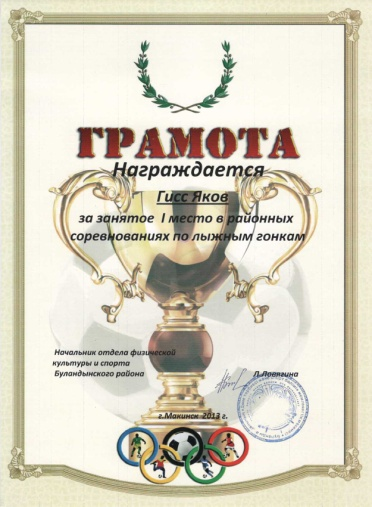 ГРАМОТА
Награждается
Гисс Яков
за занятое I место в районных
соревнованиях по лыжным гонкам
Начальник отдела физической
культуры и спорта
Буландынского района
Л.Ловягина
г.Макинск 2013 г.